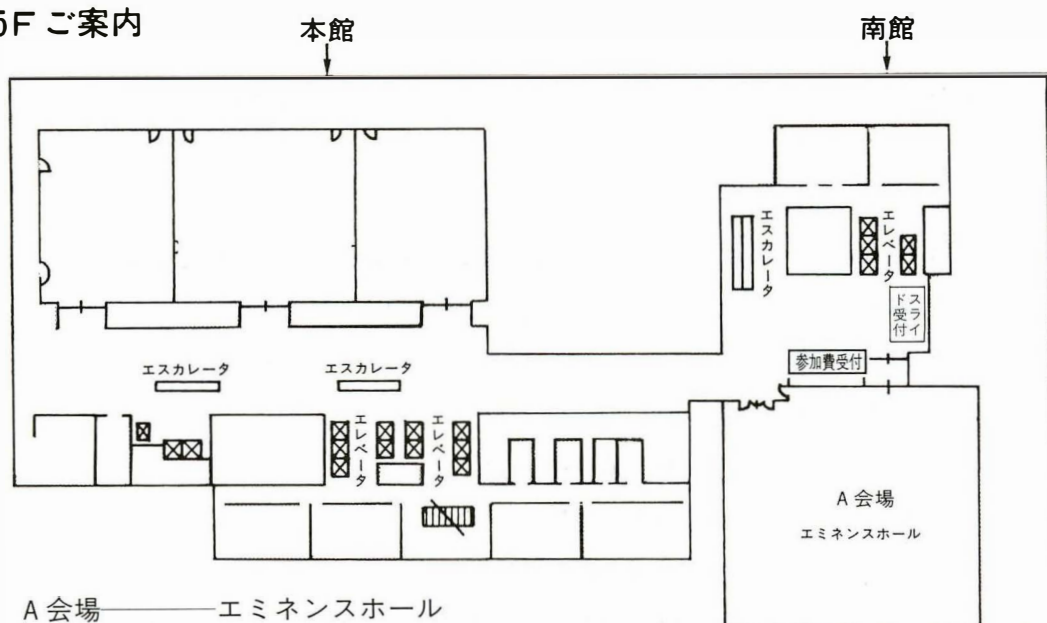 5F ご案内
本館
南館
エスカレータ
エレベータ
スライド受付
参加費受付
エスカレータ
エスカレータ
エレベータ
エレベータ
A会場
エミネンスホール
A会場————エミネンスホール